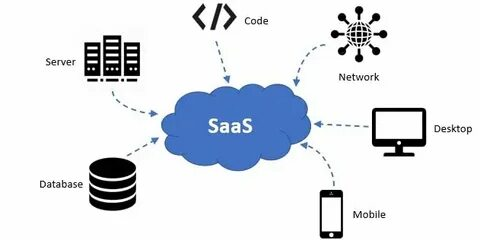 </> Code
Server
Network
SaaS
Desktop
Database
Mobile